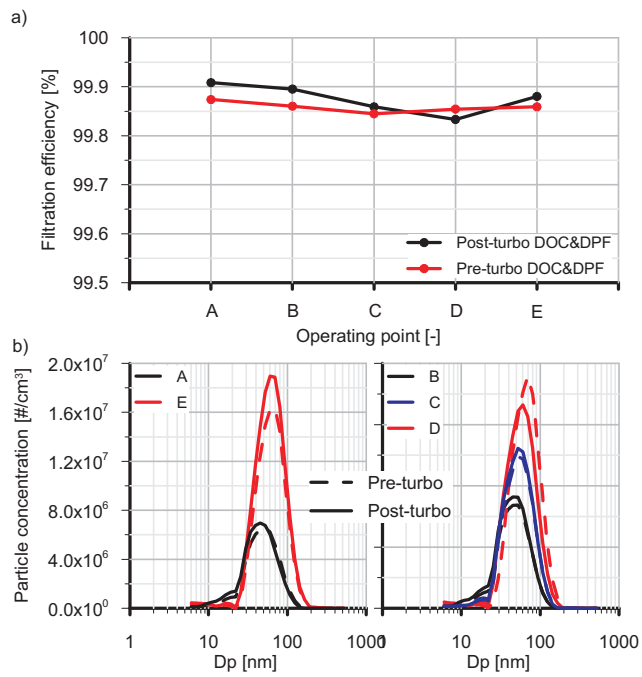 a)
100
99.9
99.8
99.7
99.6
99.5
Filtration efficiency [%]
Post-turbo DOC&DPF
Pre-turbo DOC&DPF
A B C D E
Operating point [-]
b)
2.0x10⁷
1.6x10⁷
1.2x10⁷
8.0x10⁶
4.0x10⁶
0.0x10⁰
Particle concentration [#/cm³]
A
E
B
C
D
Pre-turbo
Post-turbo
1 10 100 1000
10 100 1000
Dp [nm]
Dp [nm]